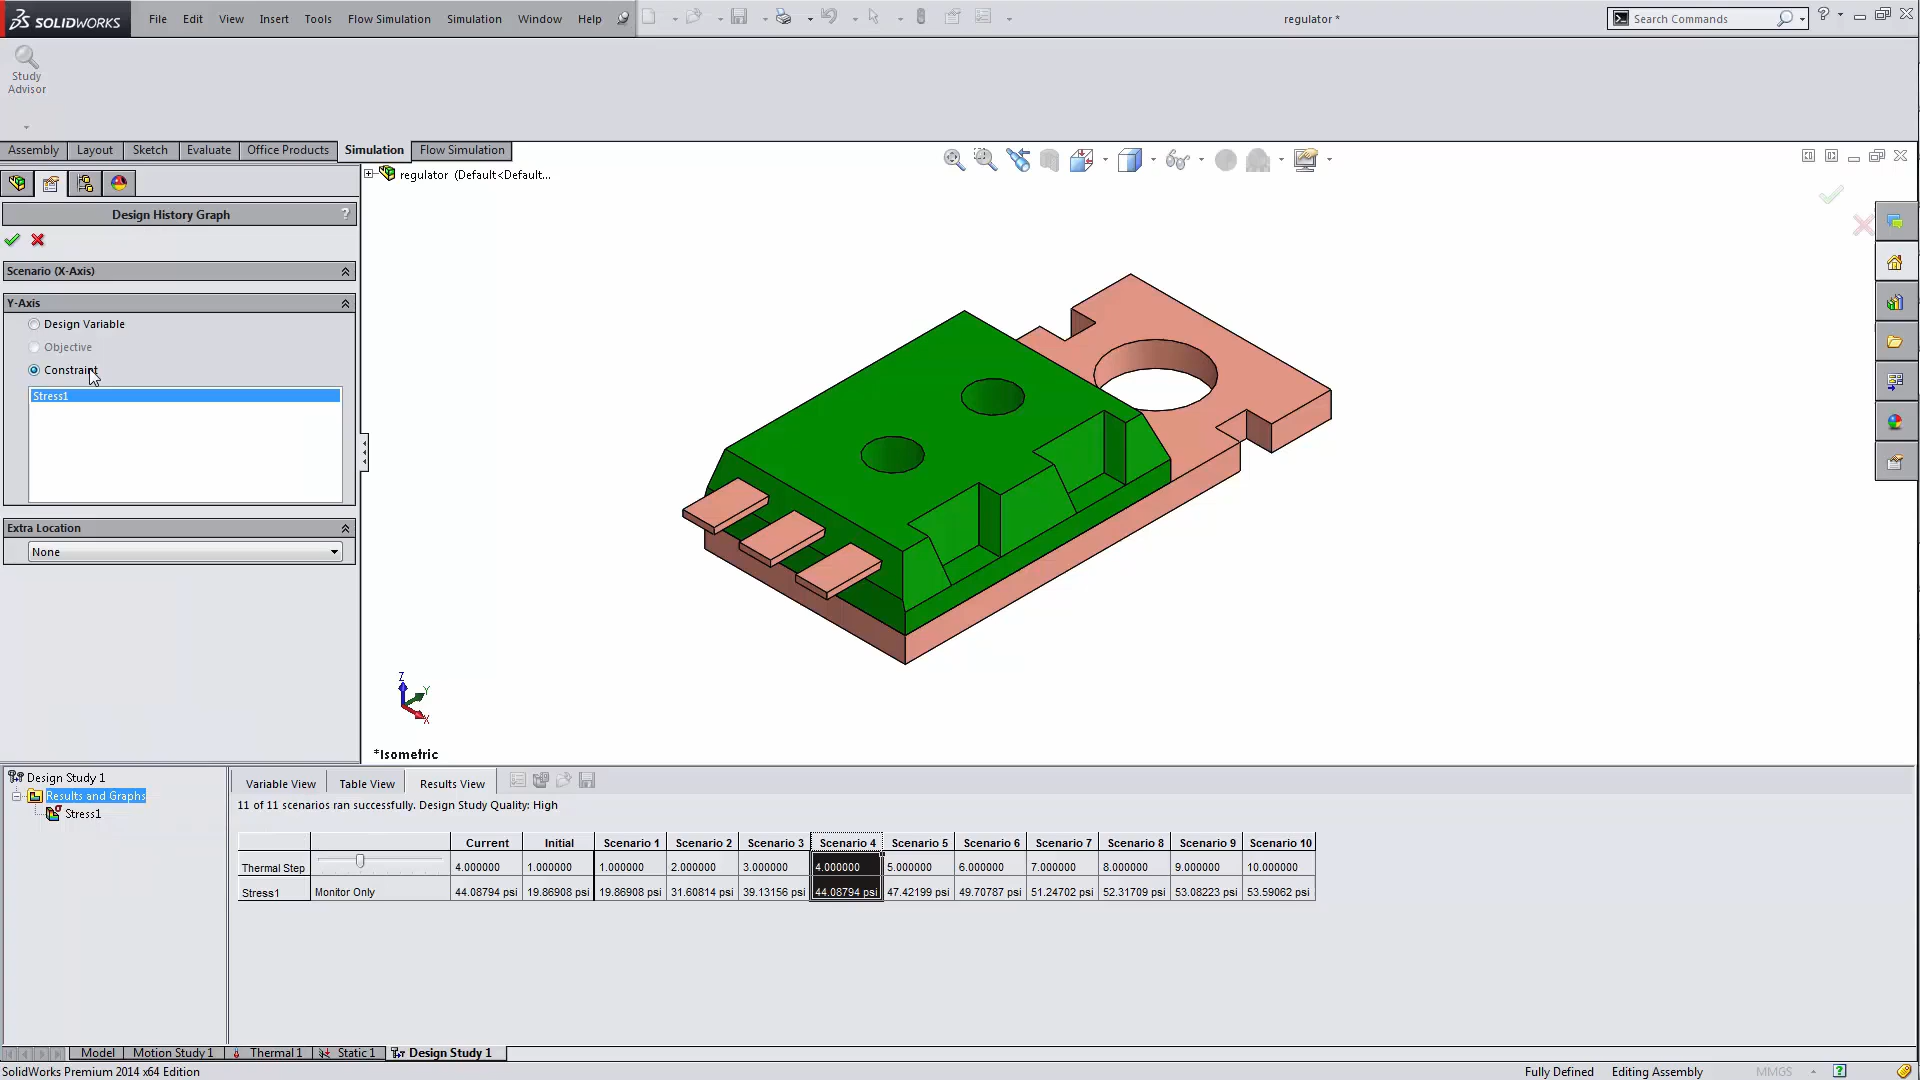 SOLIDWORKS File Edit View Insert Tools Flow Simulation Simulation Window Help regulator * Search Commands
Study
Advisor
Assembly Layout Sketch Evaluate Office Products Simulation Flow Simulation
regulator (Default<Default...
Design History Graph ?
Scenario (X-Axis)
Y-Axis
Design Variable
Objective
Constraint
Stress1
Extra Location
None
Z
Y
X
*Isometric
Design Study 1
Results and Graphs
Stress1
Variable View Table View Results View
11 of 11 scenarios ran successfully. Design Study Quality: High
Current Initial Scenario 1 Scenario 2 Scenario 3 Scenario 4 Scenario 5 Scenario 6 Scenario 7 Scenario 8 Scenario 9 Scenario 10
Thermal Step 4.000000 1.000000 1.000000 2.000000 3.000000 4.000000 5.000000 6.000000 7.000000 8.000000 9.000000 10.000000
Stress1 Monitor Only 44.08794 psi 19.86908 psi 19.86908 psi 31.60814 psi 39.13156 psi 44.08794 psi 47.42199 psi 49.70787 psi 51.24702 psi 52.31709 psi 53.08223 psi 53.59062 psi
Model Motion Study 1 Thermal 1 Static 1 Design Study 1
SolidWorks Premium 2014 x64 Edition Fully Defined Editing Assembly MMGS ?